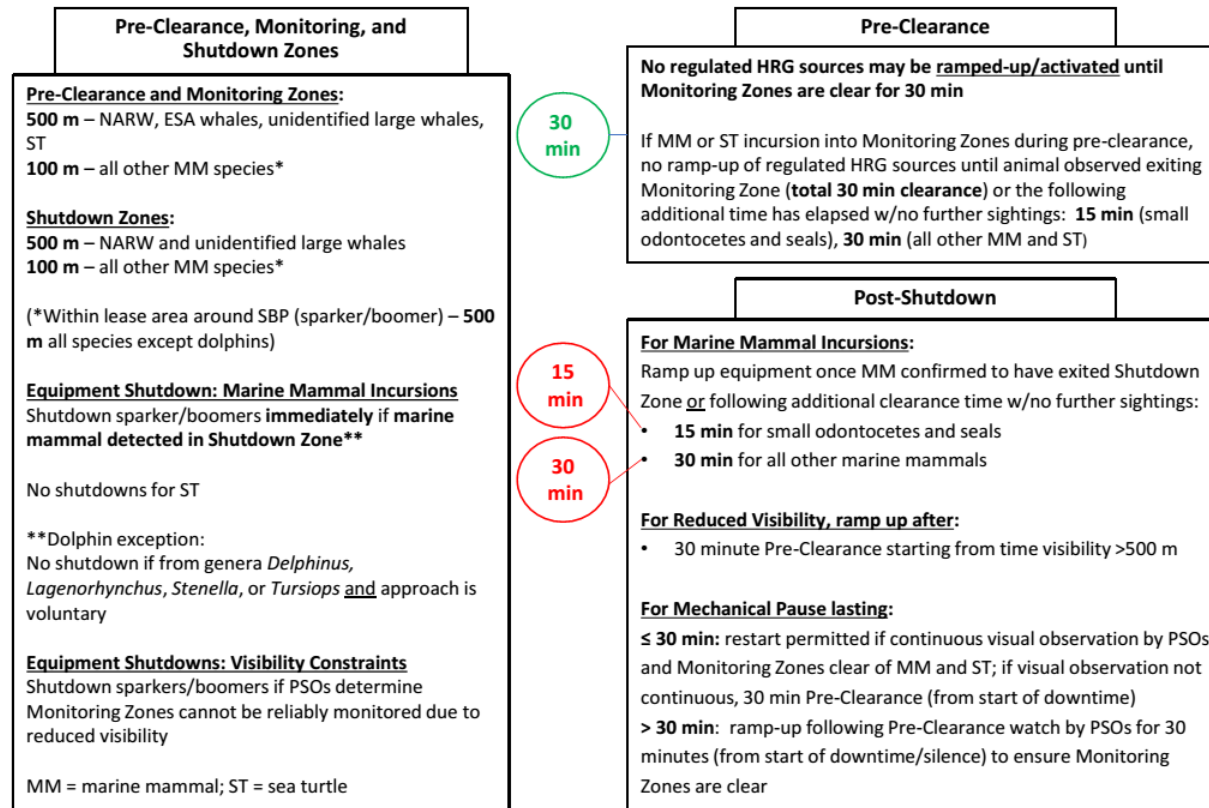 Pre-Clearance, Monitoring, and
Shutdown Zones
Pre-Clearance and Monitoring Zones:
500 m – NARW, ESA whales, unidentified large whales,
ST
100 m – all other MM species*
Shutdown Zones:
500 m – NARW and unidentified large whales
100 m – all other MM species*
(*Within lease area around SBP (sparker/boomer) – 500
m all species except dolphins)
Equipment Shutdown: Marine Mammal Incursions
Shutdown sparker/boomers immediately if marine
mammal detected in Shutdown Zone**
No shutdowns for ST
**Dolphin exception:
No shutdown if from genera Delphinus,
Lagenorhynchus, Stenella, or Tursiops and approach is
voluntary
Equipment Shutdowns: Visibility Constraints
Shutdown sparkers/boomers if PSOs determine
Monitoring Zones cannot be reliably monitored due to
reduced visibility
MM = marine mammal; ST = sea turtle
30
min
Pre-Clearance
No regulated HRG sources may be ramped-up/activated until
Monitoring Zones are clear for 30 min
If MM or ST incursion into Monitoring Zones during pre-clearance,
no ramp-up of regulated HRG sources until animal observed exiting
Monitoring Zone (total 30 min clearance) or the following
additional time has elapsed w/no further sightings: 15 min (small
odontocetes and seals), 30 min (all other MM and ST)
15
min
30
min
Post-Shutdown
For Marine Mammal Incursions:
Ramp up equipment once MM confirmed to have exited Shutdown
Zone or following additional clearance time w/no further sightings:
• 15 min for small odontocetes and seals
• 30 min for all other marine mammals
For Reduced Visibility, ramp up after:
• 30 minute Pre-Clearance starting from time visibility >500 m
For Mechanical Pause lasting:
≤ 30 min: restart permitted if continuous visual observation by PSOs
and Monitoring Zones clear of MM and ST; if visual observation not
continuous, 30 min Pre-Clearance (from start of downtime)
> 30 min: ramp-up following Pre-Clearance watch by PSOs for 30
minutes (from start of downtime/silence) to ensure Monitoring
Zones are clear